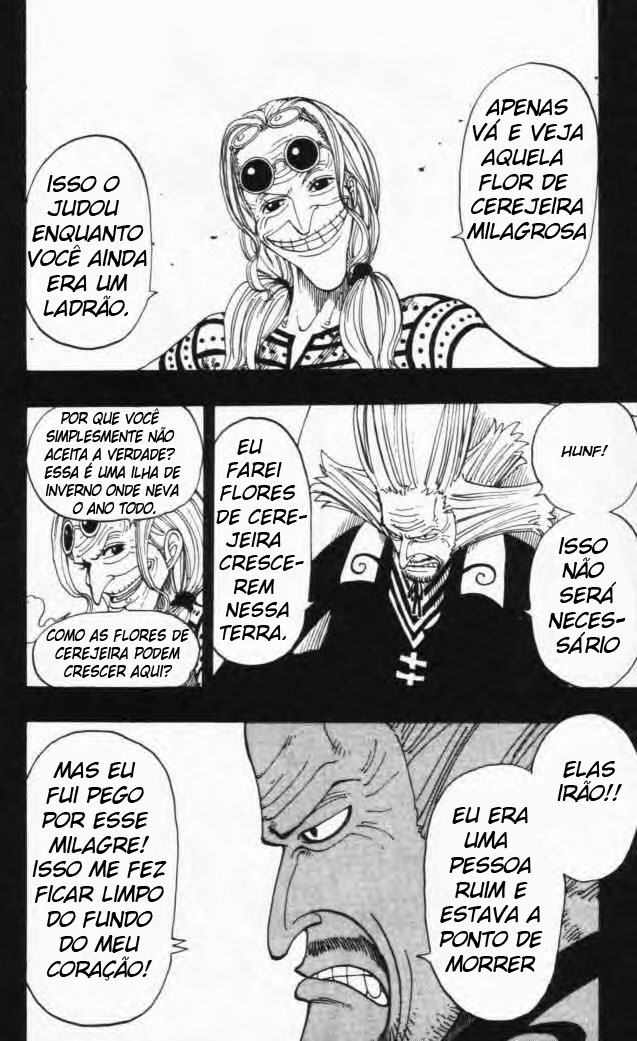 APENAS
VÁ E VEJA
AQUELA
FLOR DE
CEREJEIRA
MILAGROSA
ISSO O
JUDOU
ENQUANTO
VOCÊ AINDA
ERA UM
LADRÃO.
HUNF!
ISSO
NÃO
SERÁ
NECES-
SÁRIO
EU
FAREI
FLORES
DE CERE-
JEIRA
CRESCE-
REM
NESSA
TERRA.
POR QUE VOCÊ
SIMPLESMENTE NÃO
ACEITA A VERDADE?
ESSA É UMA ILHA DE
INVERNO ONDE NEVA
O ANO TODO.
COMO AS FLORES DE
CEREJEIRA PODEM
CRESCER AQUI?
ELAS
IRÃO!!
EU ERA
UMA
PESSOA
RUIM E
ESTAVA A
PONTO DE
MORRER
MAS EU
FUI PEGO
POR ESSE
MILAGRE!
ISSO ME FEZ
FICAR LIMPO
DO FUNDO
DO MEU
CORAÇÃO!